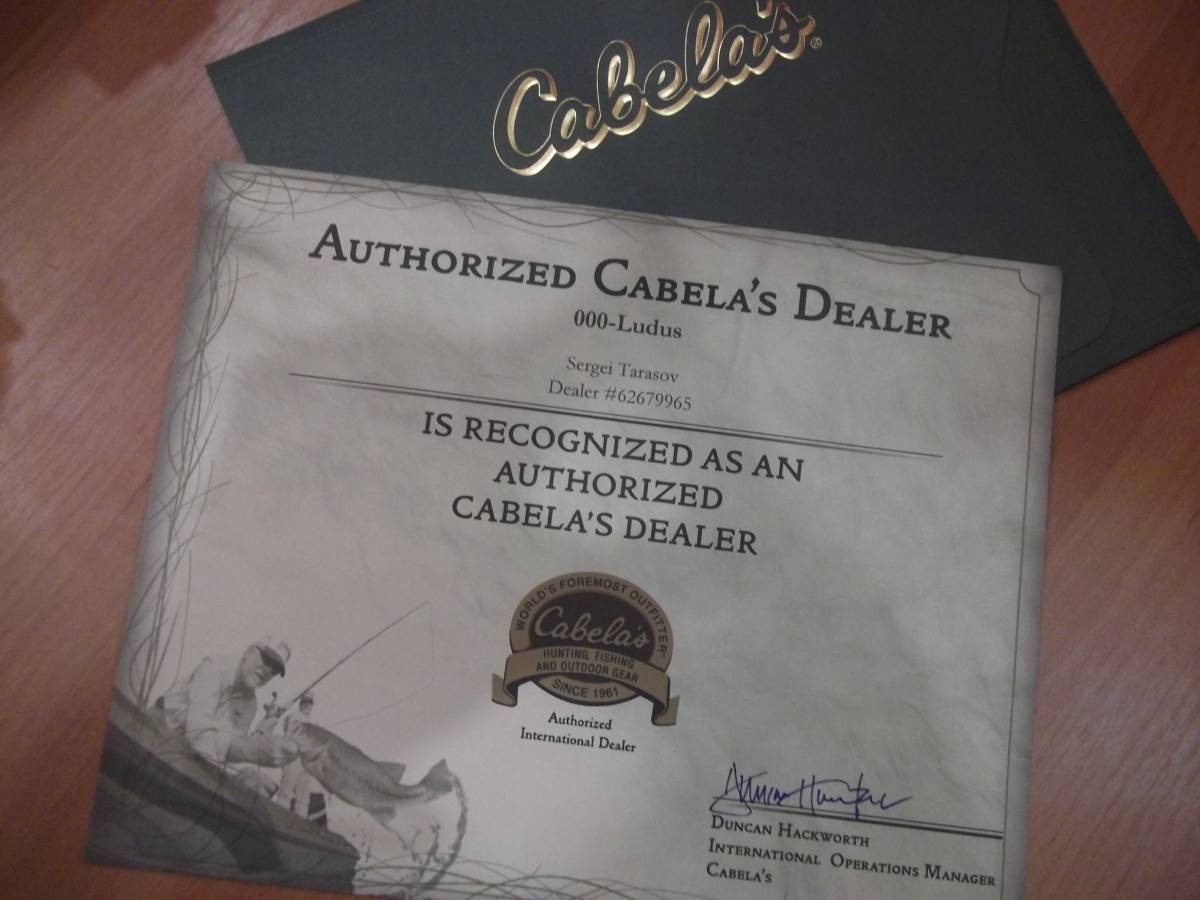 Cabela's®
AUTHORIZED CABELA'S DEALER
000-Ludus
Sergei Tarasov
Dealer #62679965
IS RECOGNIZED AS AN
AUTHORIZED
CABELA'S DEALER
WORLD'S FOREMOST OUTFITTER
Cabela's
HUNTING, FISHING
AND OUTDOOR GEAR
SINCE 1961
Authorized
International Dealer
DUNCAN HACKWORTH
INTERNATIONAL OPERATIONS MANAGER
CABELA'S